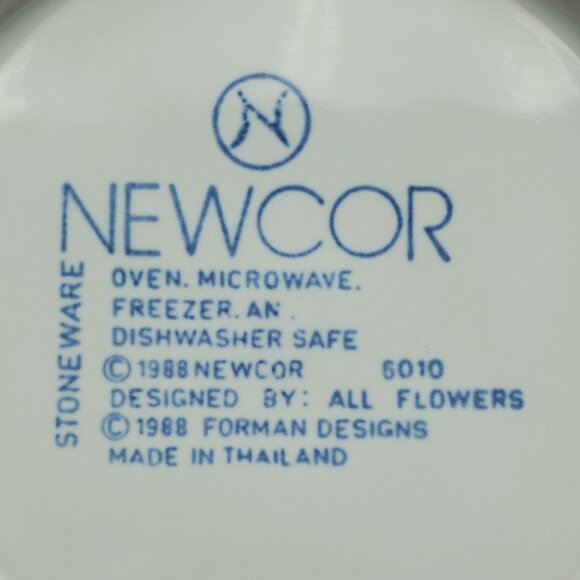 N
NEWCOR
STONEWARE
OVEN. MICROWAVE.
FREEZER. AN .
DISHWASHER SAFE
© 1988 NEWCOR 6010
DESIGNED BY: ALL FLOWERS
© 1988 FORMAN DESIGNS
MADE IN THAILAND